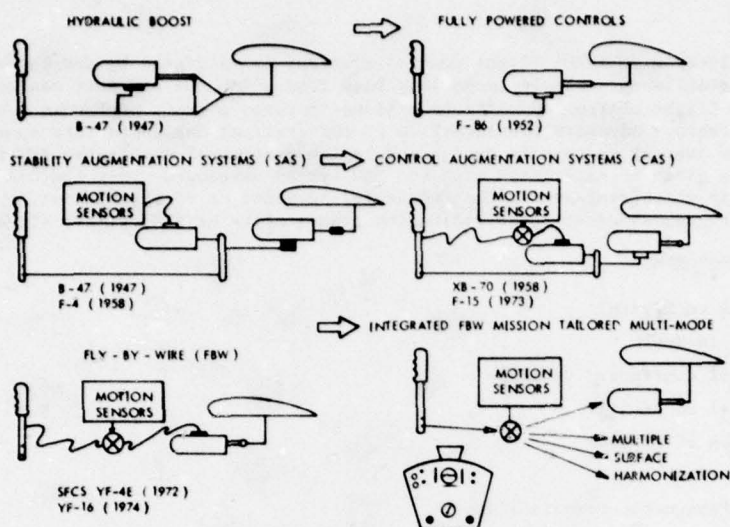 HYDRAULIC BOOST
FULLY POWERED CONTROLS
B-47 (1947)
F-86 (1952)
STABILITY AUGMENTATION SYSTEMS (SAS)
CONTROL AUGMENTATION SYSTEMS (CAS)
MOTION
SENSORS
MOTION
SENSORS
B-47 (1947)
F-4 (1958)
XB-70 (1958)
F-15 (1973)
FLY-BY-WIRE (FBW)
INTEGRATED FBW MISSION TAILORED MULTI-MODE
MOTION
SENSORS
MOTION
SENSORS
MULTIPLE
SURFACE
HARMONIZATION
SFCS YF-4E (1972)
YF-16 (1974)